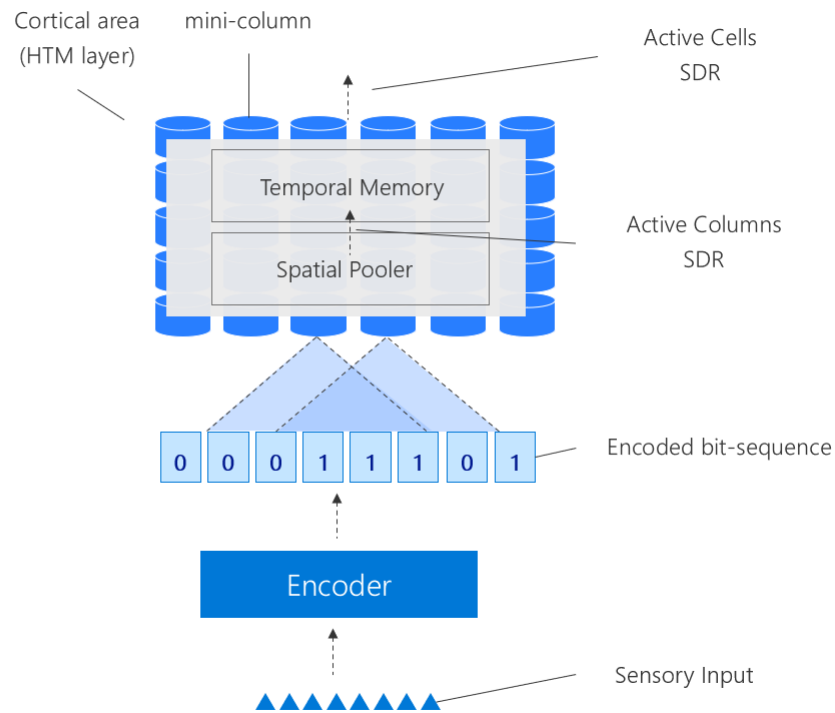 Cortical area
(HTM layer)
mini-column
Active Cells
SDR
Temporal Memory
Active Columns
SDR
Spatial Pooler
0 0 0 1 1 1 0 1
Encoded bit-sequence
Encoder
Sensory Input